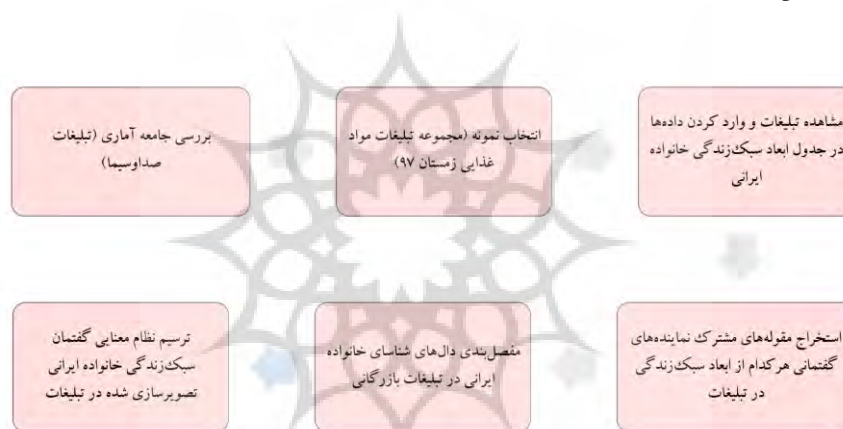 بررسی جامعه آماری (تبلیغات
صداوسیما)
انتخاب نمونه (مجموعه تبلیغات مواد
غذایی زمستان ۹۷)
مشاهده تبلیغات و وارد کردن داده‌ها
در جدول ابعاد سبک‌زندگی خانواده
ایرانی
استخراج مقوله‌های مشترک نماینده‌های
گفتمانی هرکدام از ابعاد سبک‌زندگی
در تبلیغات
مفصل‌بندی دال‌های شناسای خانواده
ایرانی در تبلیغات بازرگانی
ترسیم نظام معنایی گفتمان
سبک‌زندگی خانواده ایرانی
تصویرسازی شده در تبلیغات